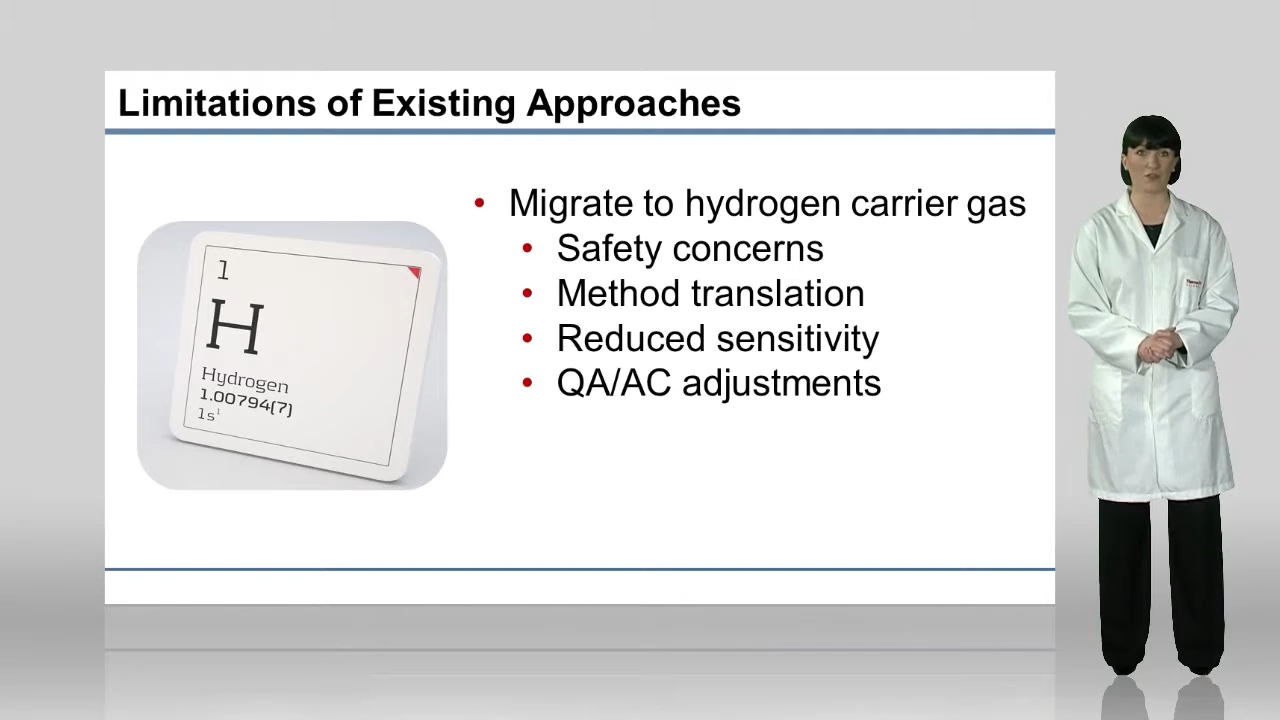 Limitations of Existing Approaches
• Migrate to hydrogen carrier gas
• Safety concerns
• Method translation
• Reduced sensitivity
• QA/AC adjustments
1
H
Hydrogen
1.00794(7)
1s¹